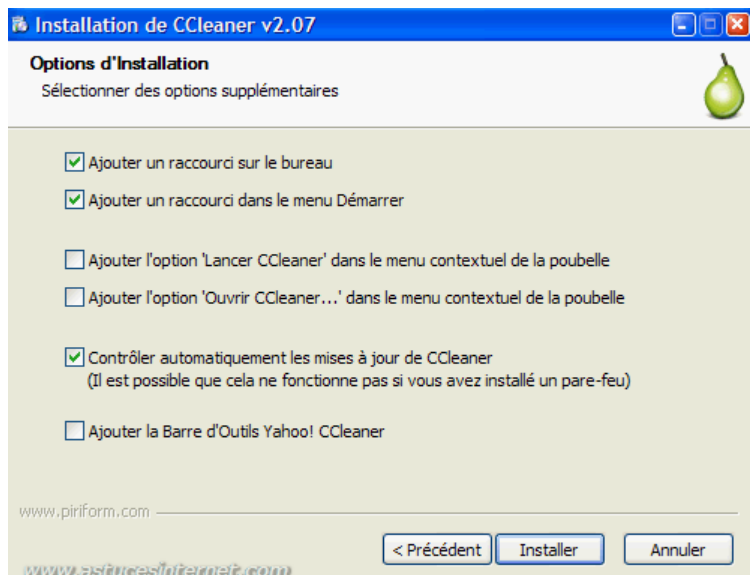 Installation de CCleaner v2.07
Options d'Installation
Sélectionner des options supplémentaires
Ajouter un raccourci sur le bureau
Ajouter un raccourci dans le menu Démarrer
Ajouter l'option 'Lancer CCleaner' dans le menu contextuel de la poubelle
Ajouter l'option 'Ouvrir CCleaner...' dans le menu contextuel de la poubelle
Contrôler automatiquement les mises à jour de CCleaner
(Il est possible que cela ne fonctionne pas si vous avez installé un pare-feu)
Ajouter la Barre d'Outils Yahoo! CCleaner
www.piriform.com
< Précédent Installer Annuler
www.astucesinternet.com